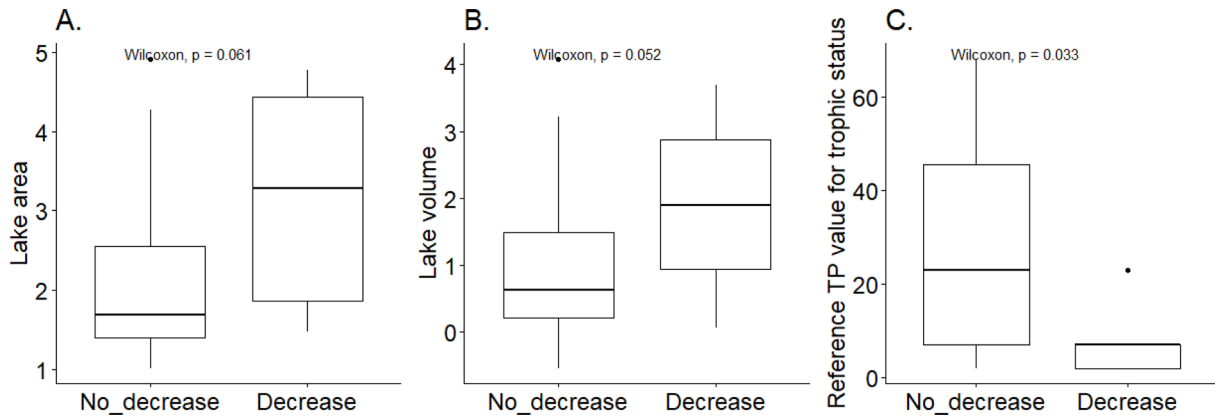 A.
Wilcoxon, p = 0.061
Lake area
5
4
3
2
1
No_decrease
Decrease
B.
Wilcoxon, p = 0.052
Lake volume
4
3
2
1
0
No_decrease
Decrease
C.
Wilcoxon, p = 0.033
Reference TP value for trophic status
60
40
20
0
No_decrease
Decrease